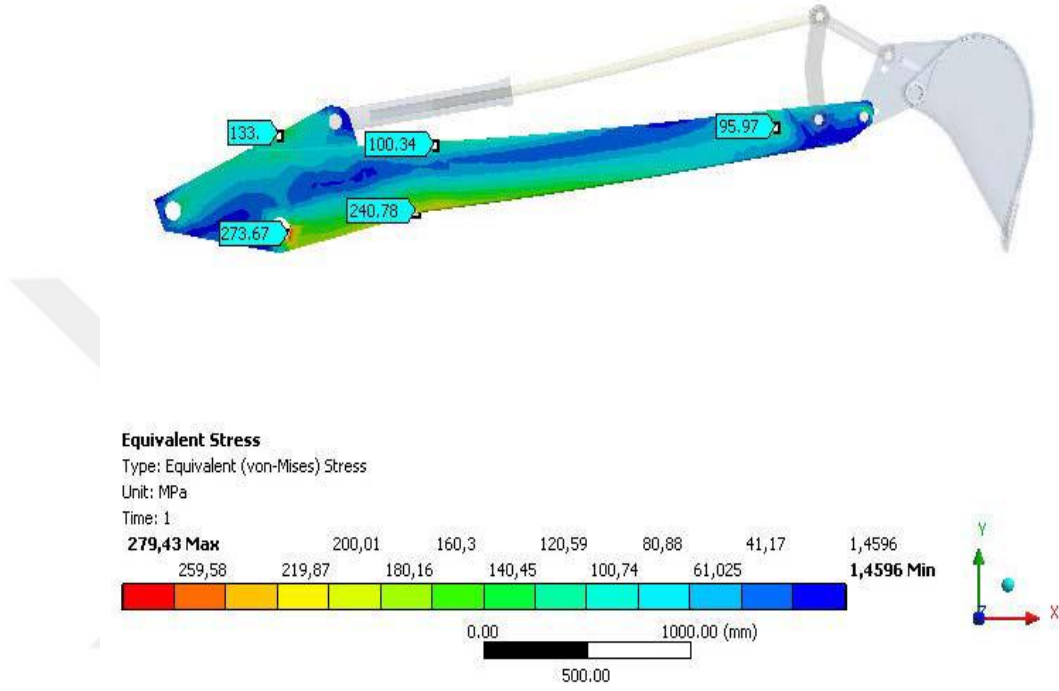 133.
100.34
95.97
240.78
273.67
Equivalent Stress
Type: Equivalent (von-Mises) Stress
Unit: MPa
Time: 1
279,43 Max 200,01 160,3 120,59 80,88 41,17 1,4596
259,58 219,87 180,16 140,45 100,74 61,025 1,4596 Min
0.00 1000.00 (mm)
500.00
Y
Z X